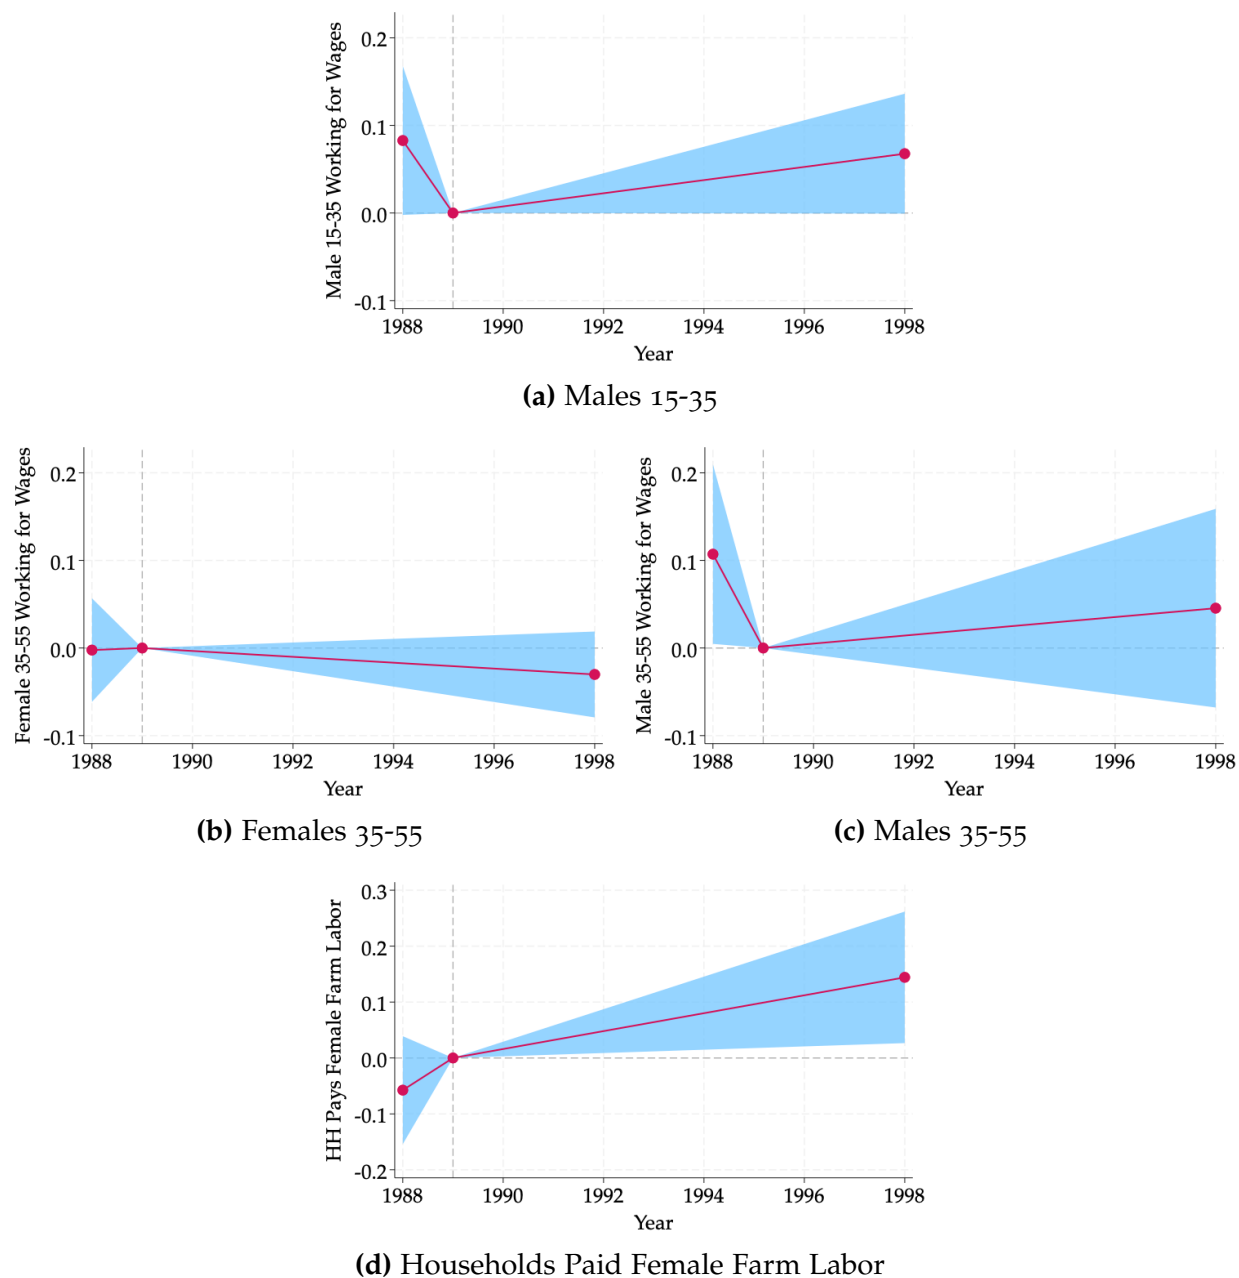 Male 15-35 Working for Wages
0.2
0.1
0.0
-0.1
1988 1990 1992 1994 1996 1998
Year
(a) Males 15-35
Female 35-55 Working for Wages
0.2
0.1
0.0
-0.1
1988 1990 1992 1994 1996 1998
Year
(b) Females 35-55
Male 35-55 Working for Wages
0.2
0.1
0.0
-0.1
1988 1990 1992 1994 1996 1998
Year
(c) Males 35-55
HH Pays Female Farm Labor
0.3
0.2
0.1
0.0
-0.1
-0.2
1988 1990 1992 1994 1996 1998
Year
(d) Households Paid Female Farm Labor